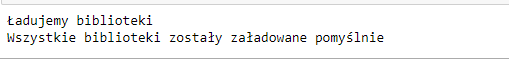 Ładujemy biblioteki
Wszystkie biblioteki zostały załadowane pomyślnie